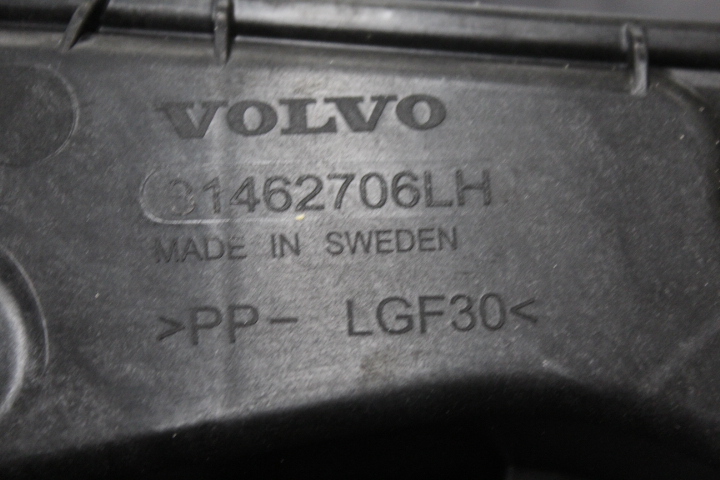 VOLVO
31462706LH
MADE IN SWEDEN
>PP- LGF30<